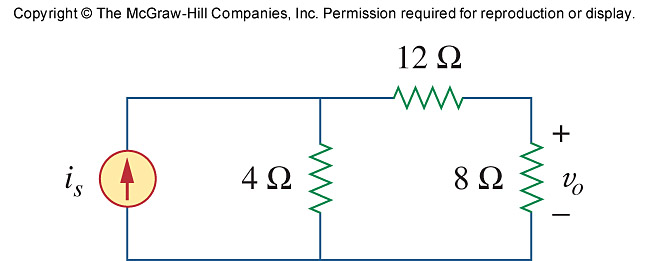 Copyright © The McGraw-Hill Companies, Inc. Permission required for reproduction or display.
12 Ω
+
i_s
4 Ω
8 Ω
v_o
−